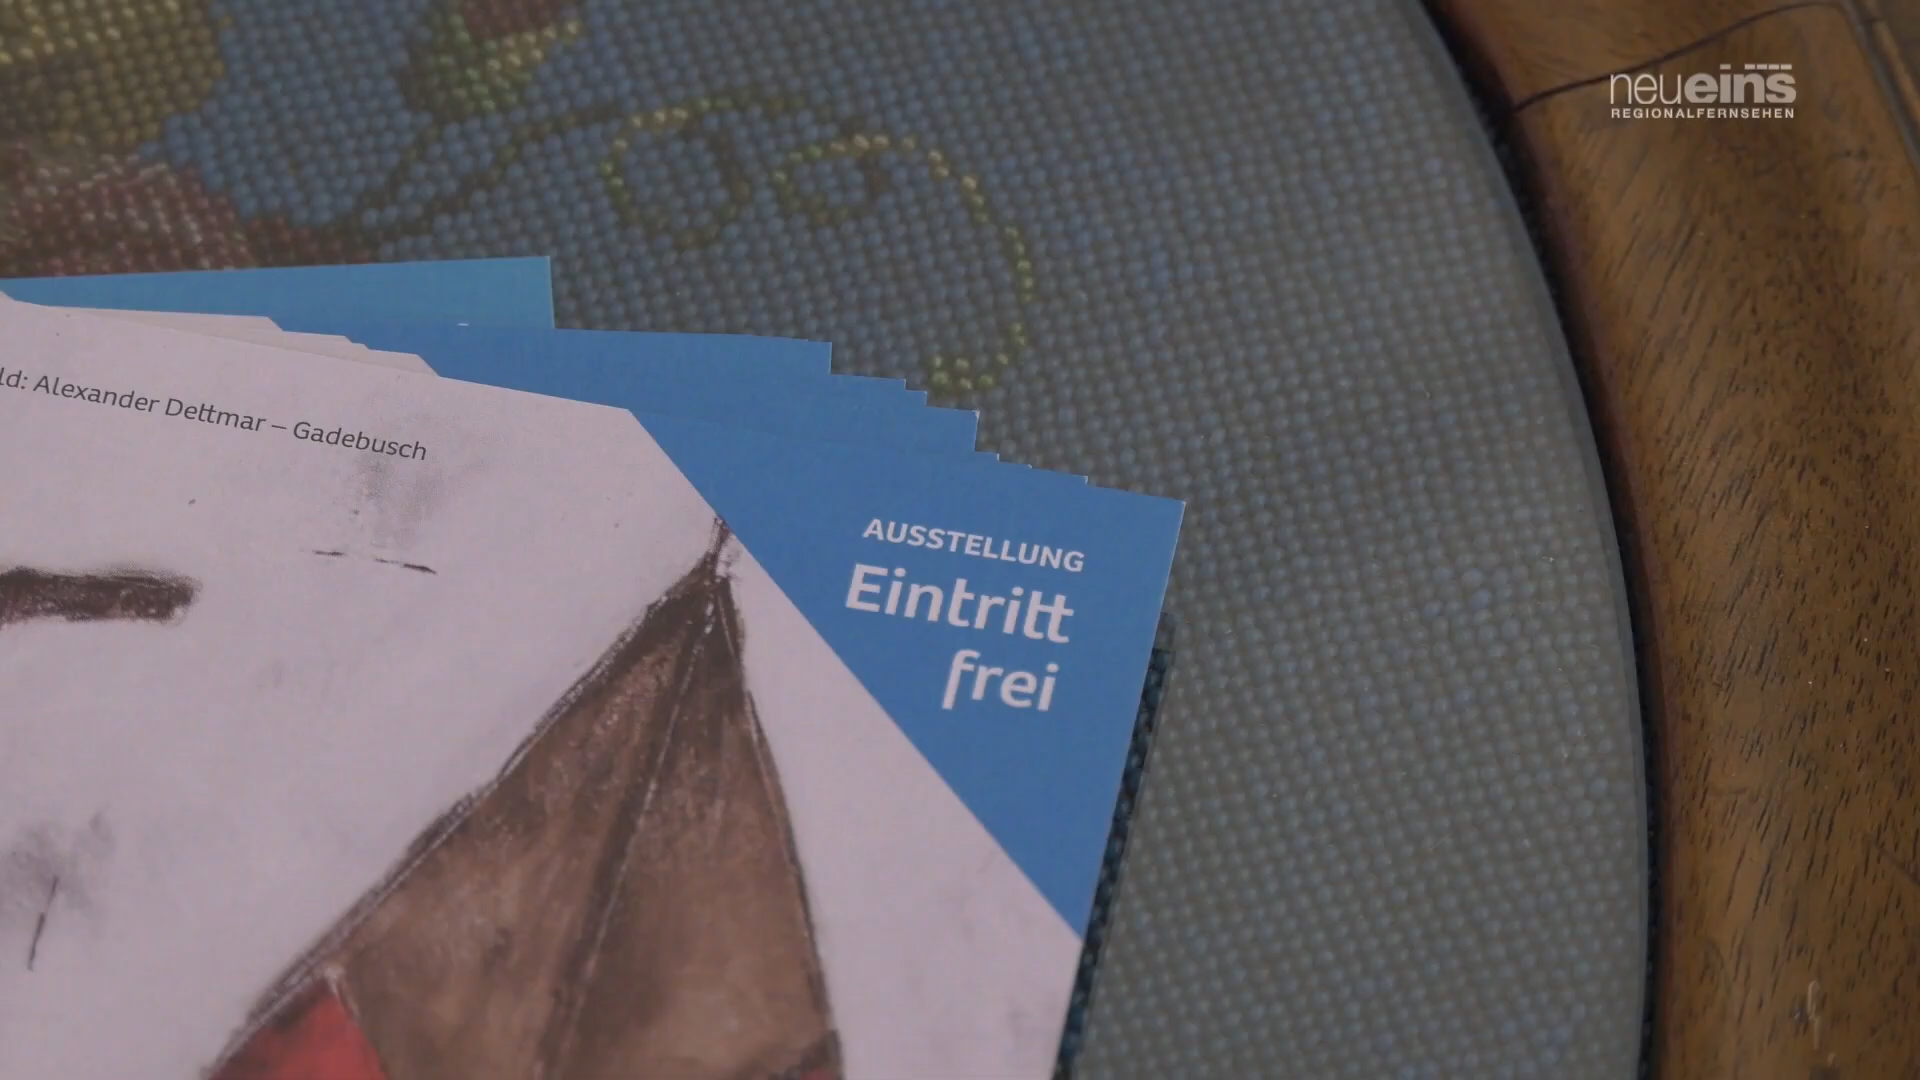 neueins
REGIONALFERNSEHEN
ld: Alexander Dettmar – Gadebusch
AUSSTELLUNG
Eintritt
frei